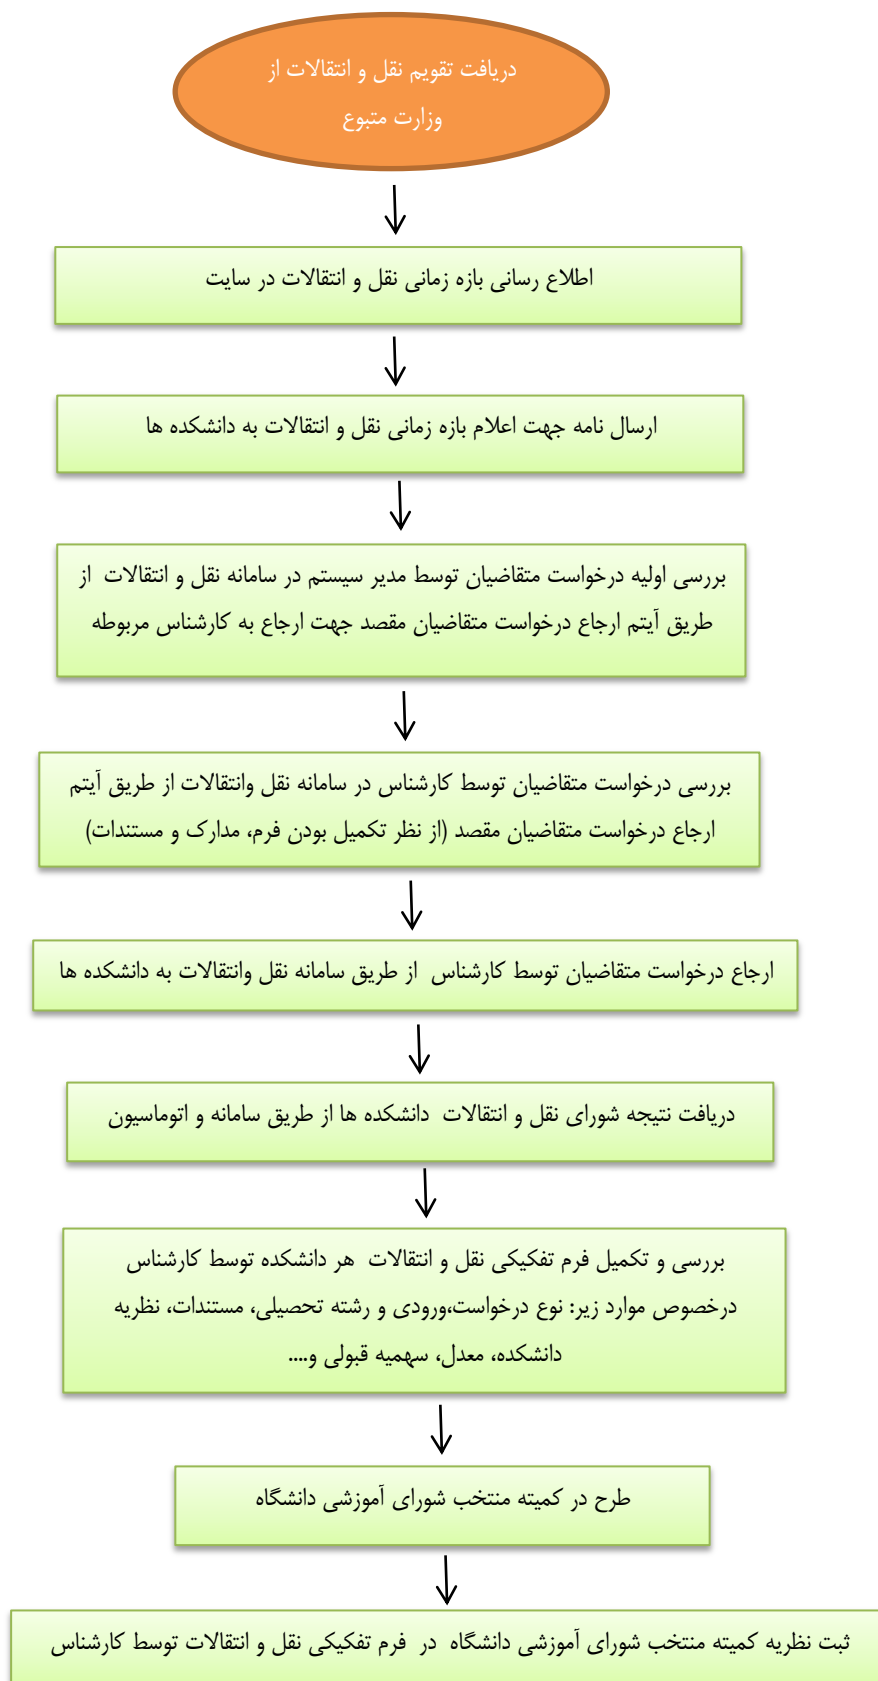 دریافت تقویم نقل و انتقالات از
وزارت متبوع
اطلاع رسانی بازه زمانی نقل و انتقالات در سایت
ارسال نامه جهت اعلام بازه زمانی نقل و انتقالات به دانشکده ها
بررسی اولیه درخواست متقاضیان توسط مدیر سیستم در سامانه نقل و انتقالات از
طریق آیتم ارجاع درخواست متقاضیان مقصد جهت ارجاع به کارشناس مربوطه
بررسی درخواست متقاضیان توسط کارشناس در سامانه نقل وانتقالات از طریق آیتم
ارجاع درخواست متقاضیان مقصد (از نظر تکمیل بودن فرم، مدارک و مستندات)
ارجاع درخواست متقاضیان توسط کارشناس از طریق سامانه نقل وانتقالات به دانشکده ها
دریافت نتیجه شورای نقل و انتقالات دانشکده ها از طریق سامانه و اتوماسیون
بررسی و تکمیل فرم تفکیکی نقل و انتقالات هر دانشکده توسط کارشناس
درخصوص موارد زیر: نوع درخواست،ورودی و رشته تحصیلی، مستندات، نظریه
دانشکده، معدل، سهمیه قبولی و....
طرح در کمیته منتخب شورای آموزشی دانشگاه
ثبت نظریه کمیته منتخب شورای آموزشی دانشگاه در فرم تفکیکی نقل و انتقالات توسط کارشناس